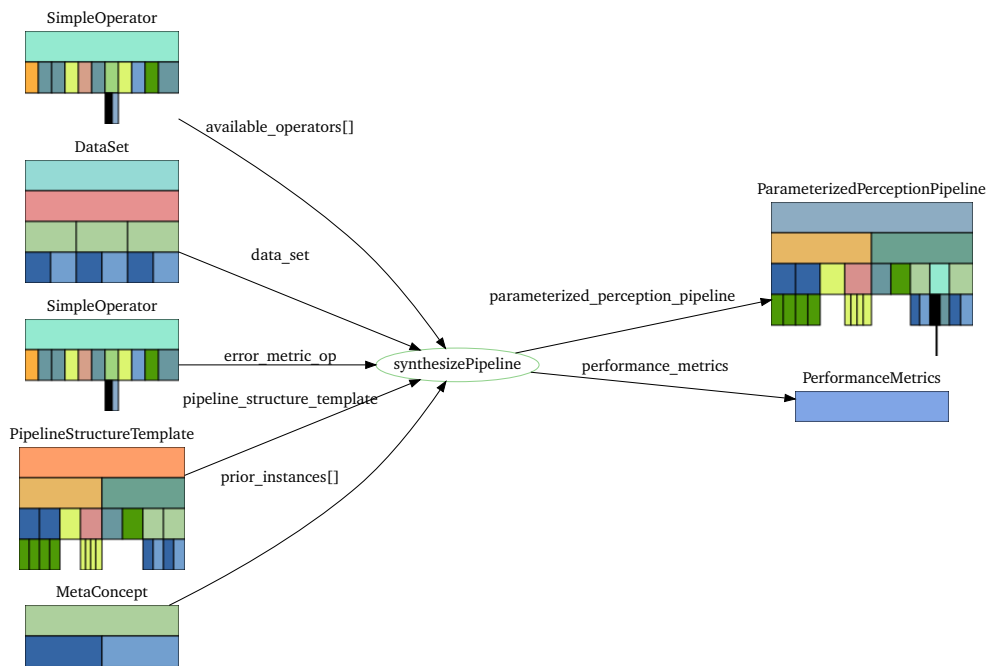 SimpleOperator
available_operators[]
DataSet
data_set
SimpleOperator
error_metric_op
pipeline_structure_template
PipelineStructureTemplate
prior_instances[]
MetaConcept
synthesizePipeline
parameterized_perception_pipeline
performance_metrics
ParameterizedPerceptionPipeline
PerformanceMetrics